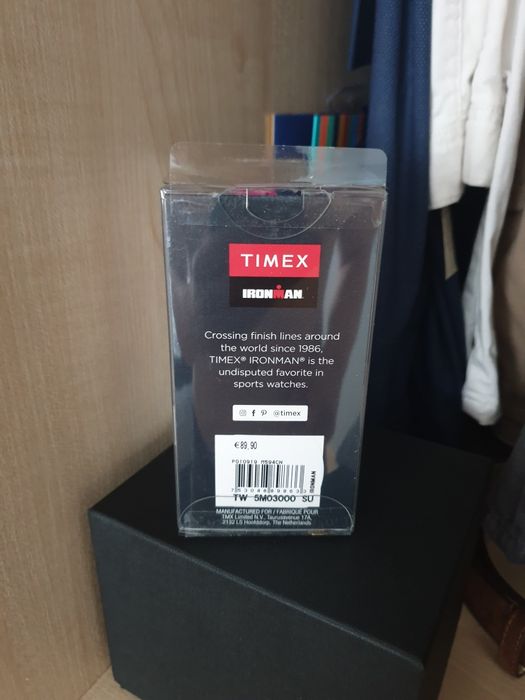 TIMEX
IRONMAN
Crossing finish lines around
the world since 1986,
TIMEX® IRONMAN® is the
undisputed favorite in
sports watches.
@timex
€89,90
IRONMAN
TW 5M03000 SU
MANUFACTURED FOR / FABRIQUÉ POUR
TMX Limited N.V. Taurusavenue 17A,
2132 LS Hoofddorp, The Netherlands